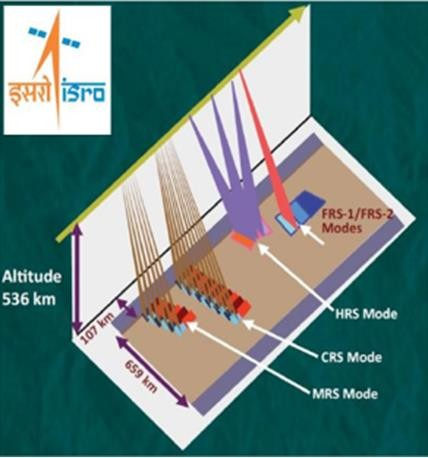 इसरो isro
Altitude
536 km
107 km
659 km
FRS-1/FRS-2
Modes
HRS Mode
CRS Mode
MRS Mode